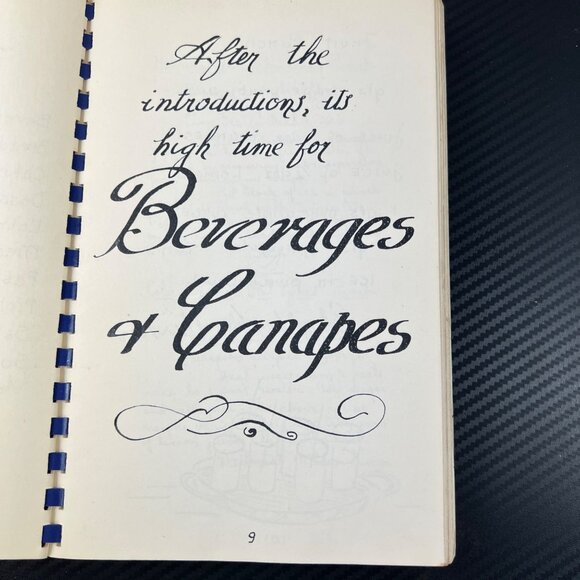 After the
introductions, its
high time for
Beverages
& Canapes
9